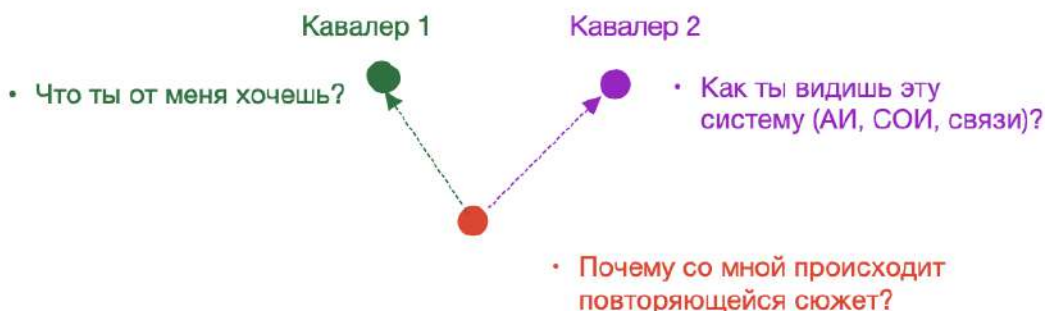 Кавалер 1
Кавалер 2
• Что ты от меня хочешь?
• Как ты видишь эту
систему (АИ, СОИ, связи)?
• Почему со мной происходит
повторяющейся сюжет?